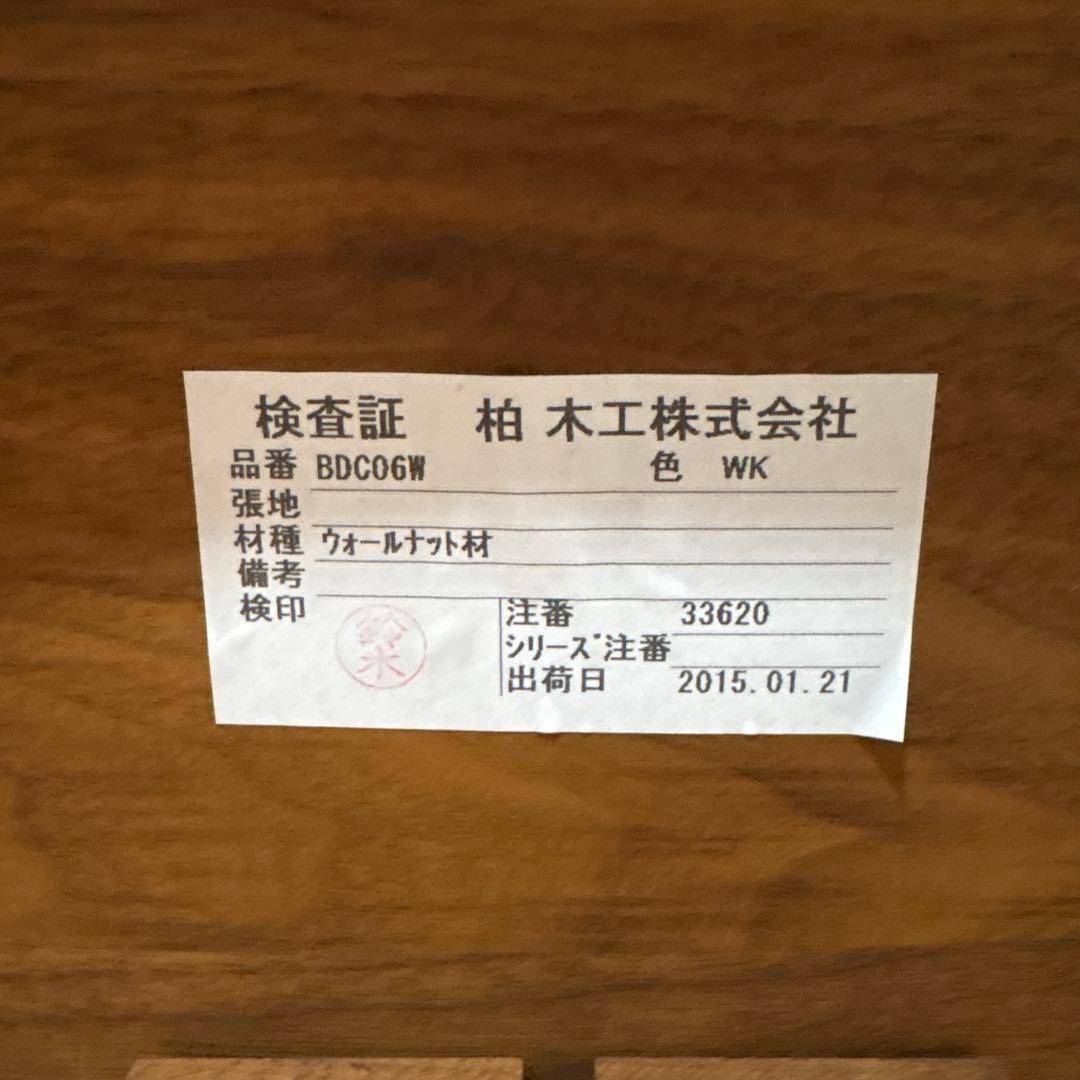 検査証 柏木工株式会社
品番 BDC06W 色 WK
張地
材種 ウォールナット材
備考
検印 鈴木
注番 33620
シリーズ注番
出荷日 2015.01.21